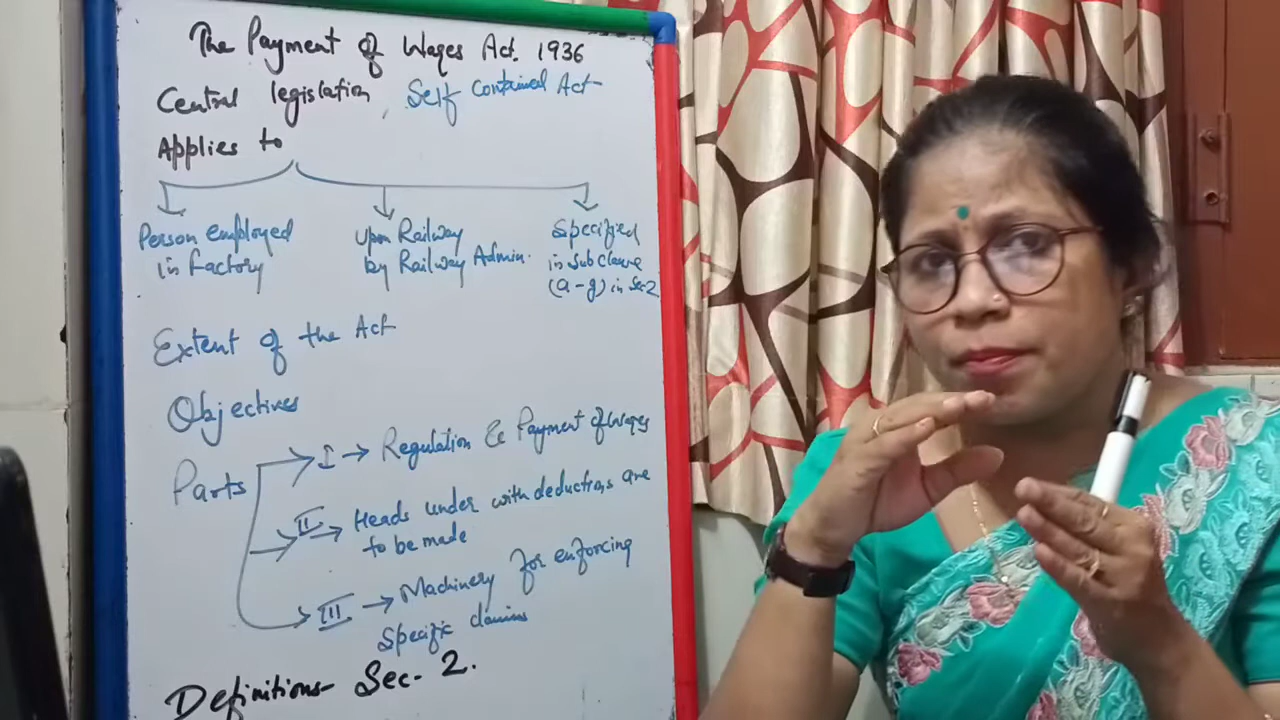 The Payment of Wages Act. 1936
Central legislation, Self contained Act
Applies to
Person employed
in Factory
upon Railway
by Railway Admin.
Specified
in Sub clause
(a-g) in Sec 2
Extent of the Act
Objectives
Parts
I → Regulation & Payment of Wages
II → Heads under with deductions are
to be made
III → Machinery for enforcing
Specific claims
Definitions - Sec. 2.